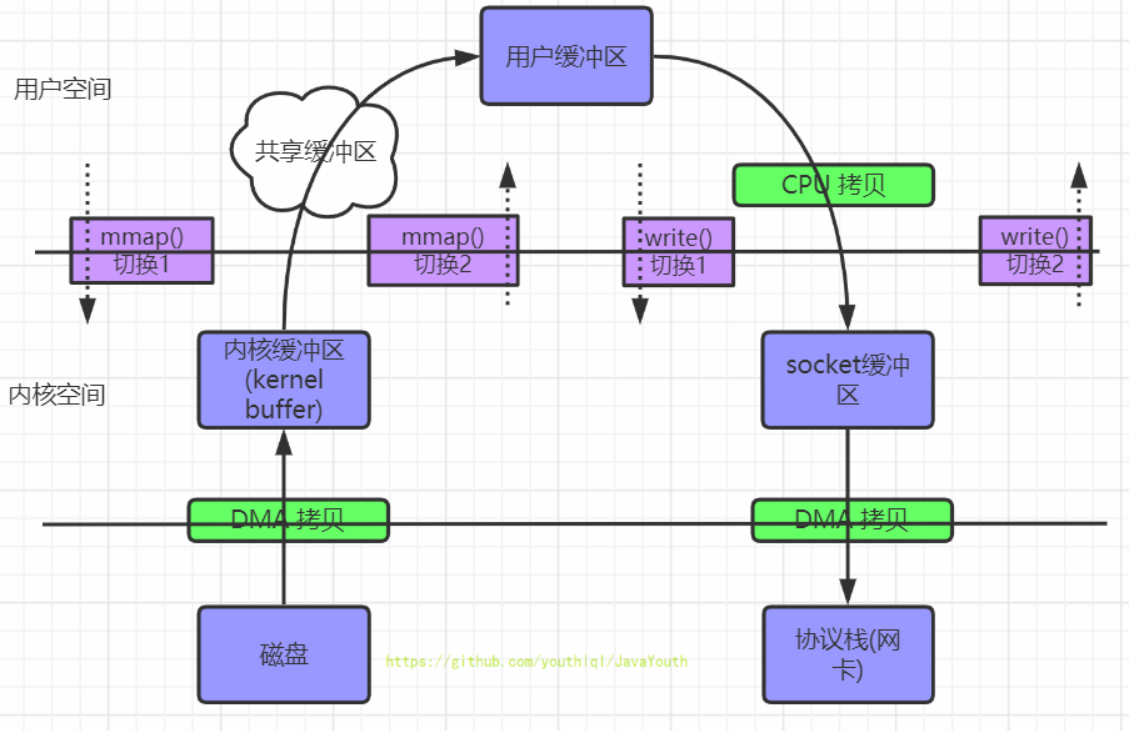 用户缓冲区
用户空间
共享缓冲区
CPU 拷贝
mmap()
切换1
mmap()
切换2
write()
切换1
write()
切换2
内核缓冲区
(kernel
buffer)
socket缓冲
区
内核空间
DMA 拷贝
DMA 拷贝
磁盘
https://github.com/youthlql/JavaYouth
协议栈(网
卡)